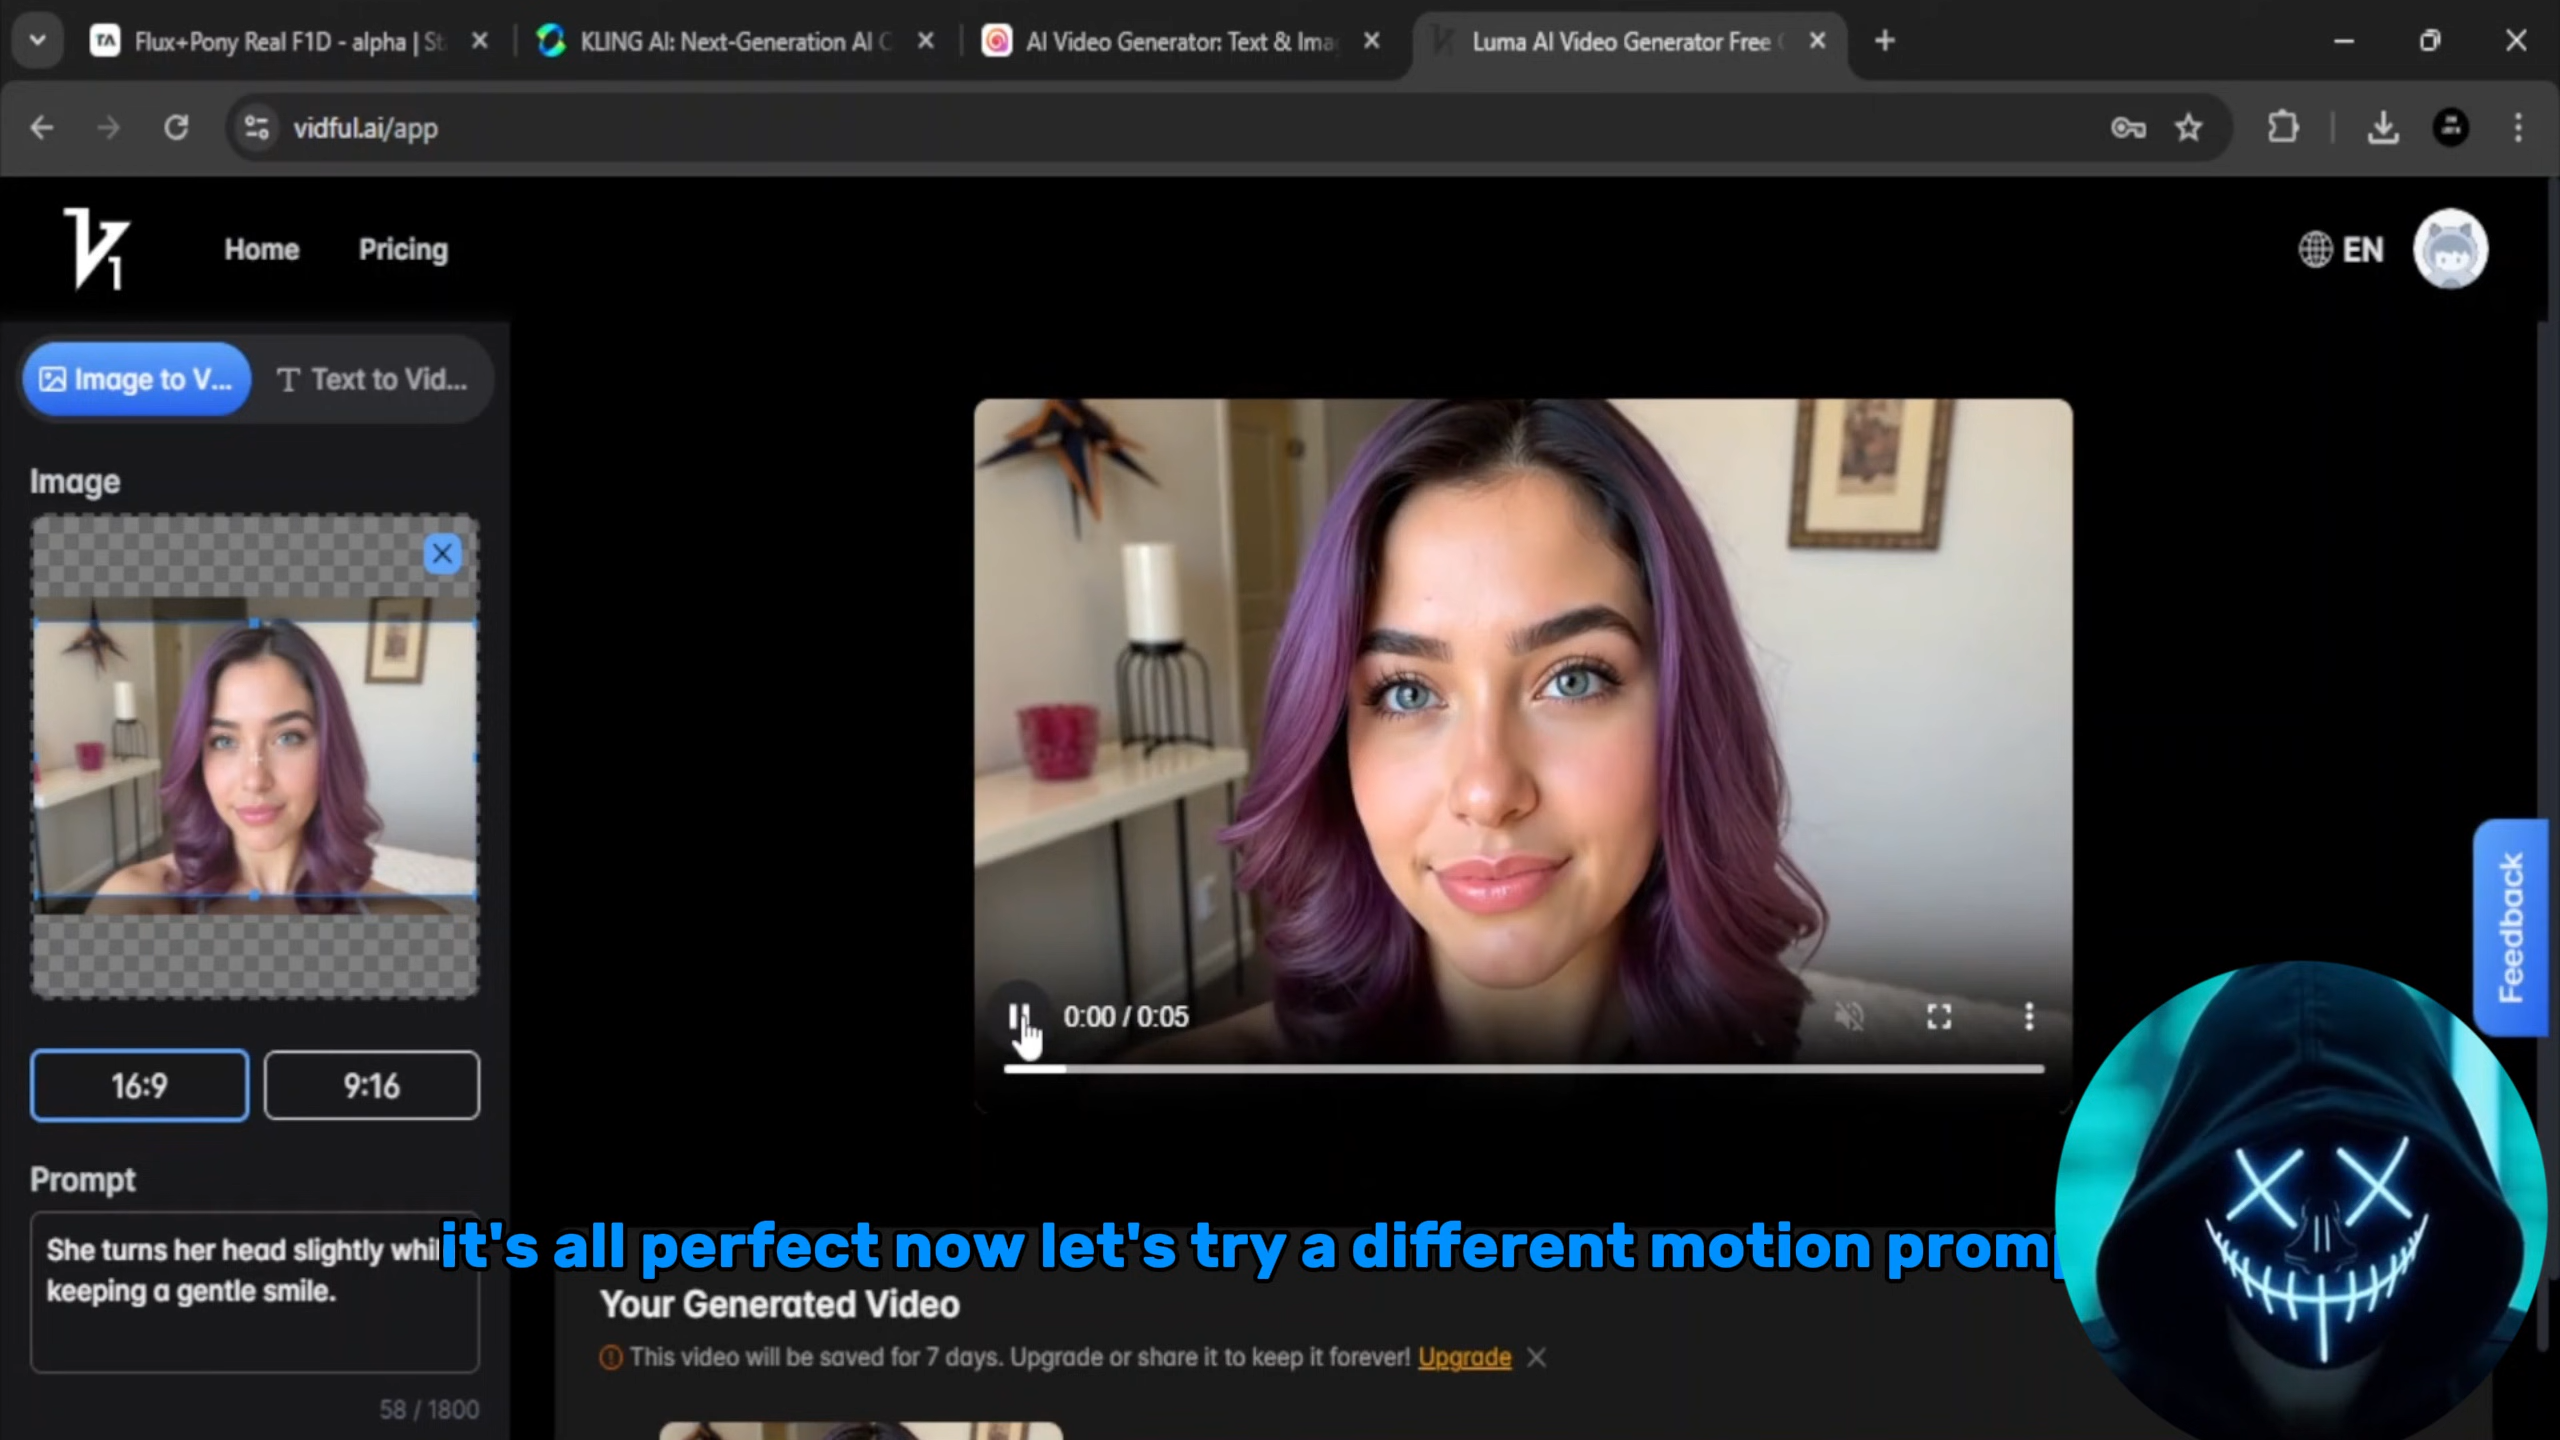 Flux+Pony Real F1D - alpha | St
KLING AI: Next-Generation AI C
AI Video Generator: Text & Ima
Luma AI Video Generator Free
vidful.ai/app
Home
Pricing
EN
Image to V...
Text to Vid...
Image
0:00 / 0:05
Feedback
16:9
9:16
Prompt
She turns her head slightly whil
keeping a gentle smile.
it's all perfect now let's try a different motion promp
Your Generated Video
This video will be saved for 7 days. Upgrade or share it to keep it forever! Upgrade
58 / 1800